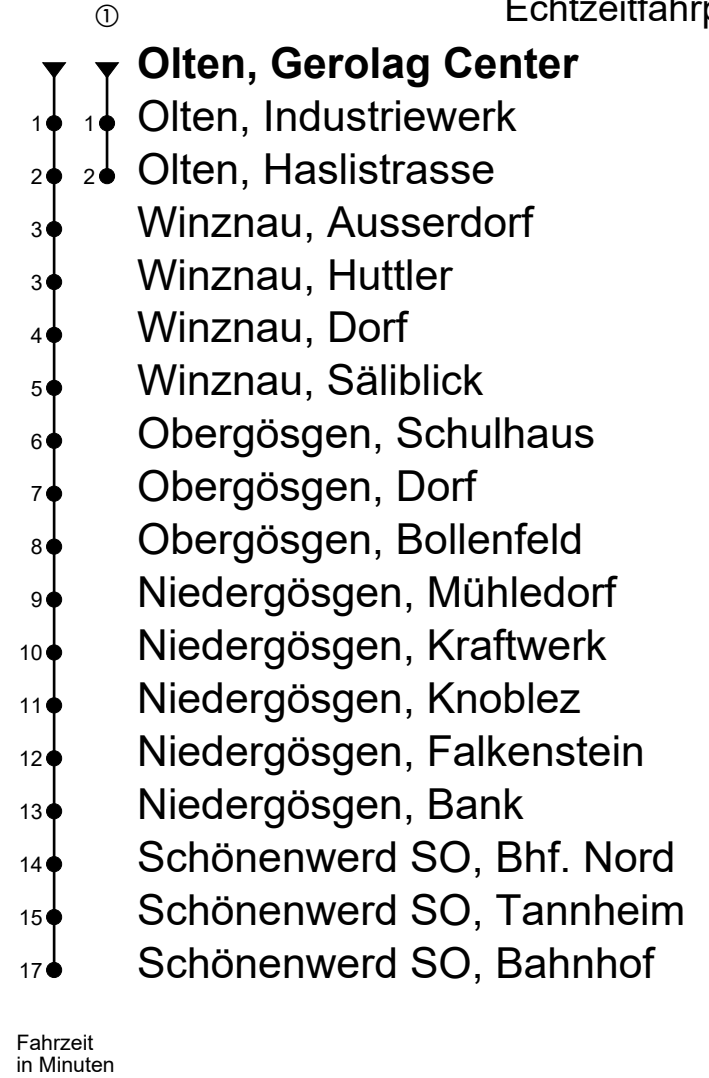 ①
Echtzeitfahrp
Olten, Gerolag Center
1 1 Olten, Industriewerk
2 2 Olten, Haslistrasse
3 Winznau, Ausserdorf
3 Winznau, Huttler
4 Winznau, Dorf
5 Winznau, Säliblick
6 Obergösgen, Schulhaus
7 Obergösgen, Dorf
8 Obergösgen, Bollenfeld
9 Niedergösgen, Mühledorf
10 Niedergösgen, Kraftwerk
11 Niedergösgen, Knoblez
12 Niedergösgen, Falkenstein
13 Niedergösgen, Bank
14 Schönenwerd SO, Bhf. Nord
15 Schönenwerd SO, Tannheim
17 Schönenwerd SO, Bahnhof
Fahrzeit
in Minuten